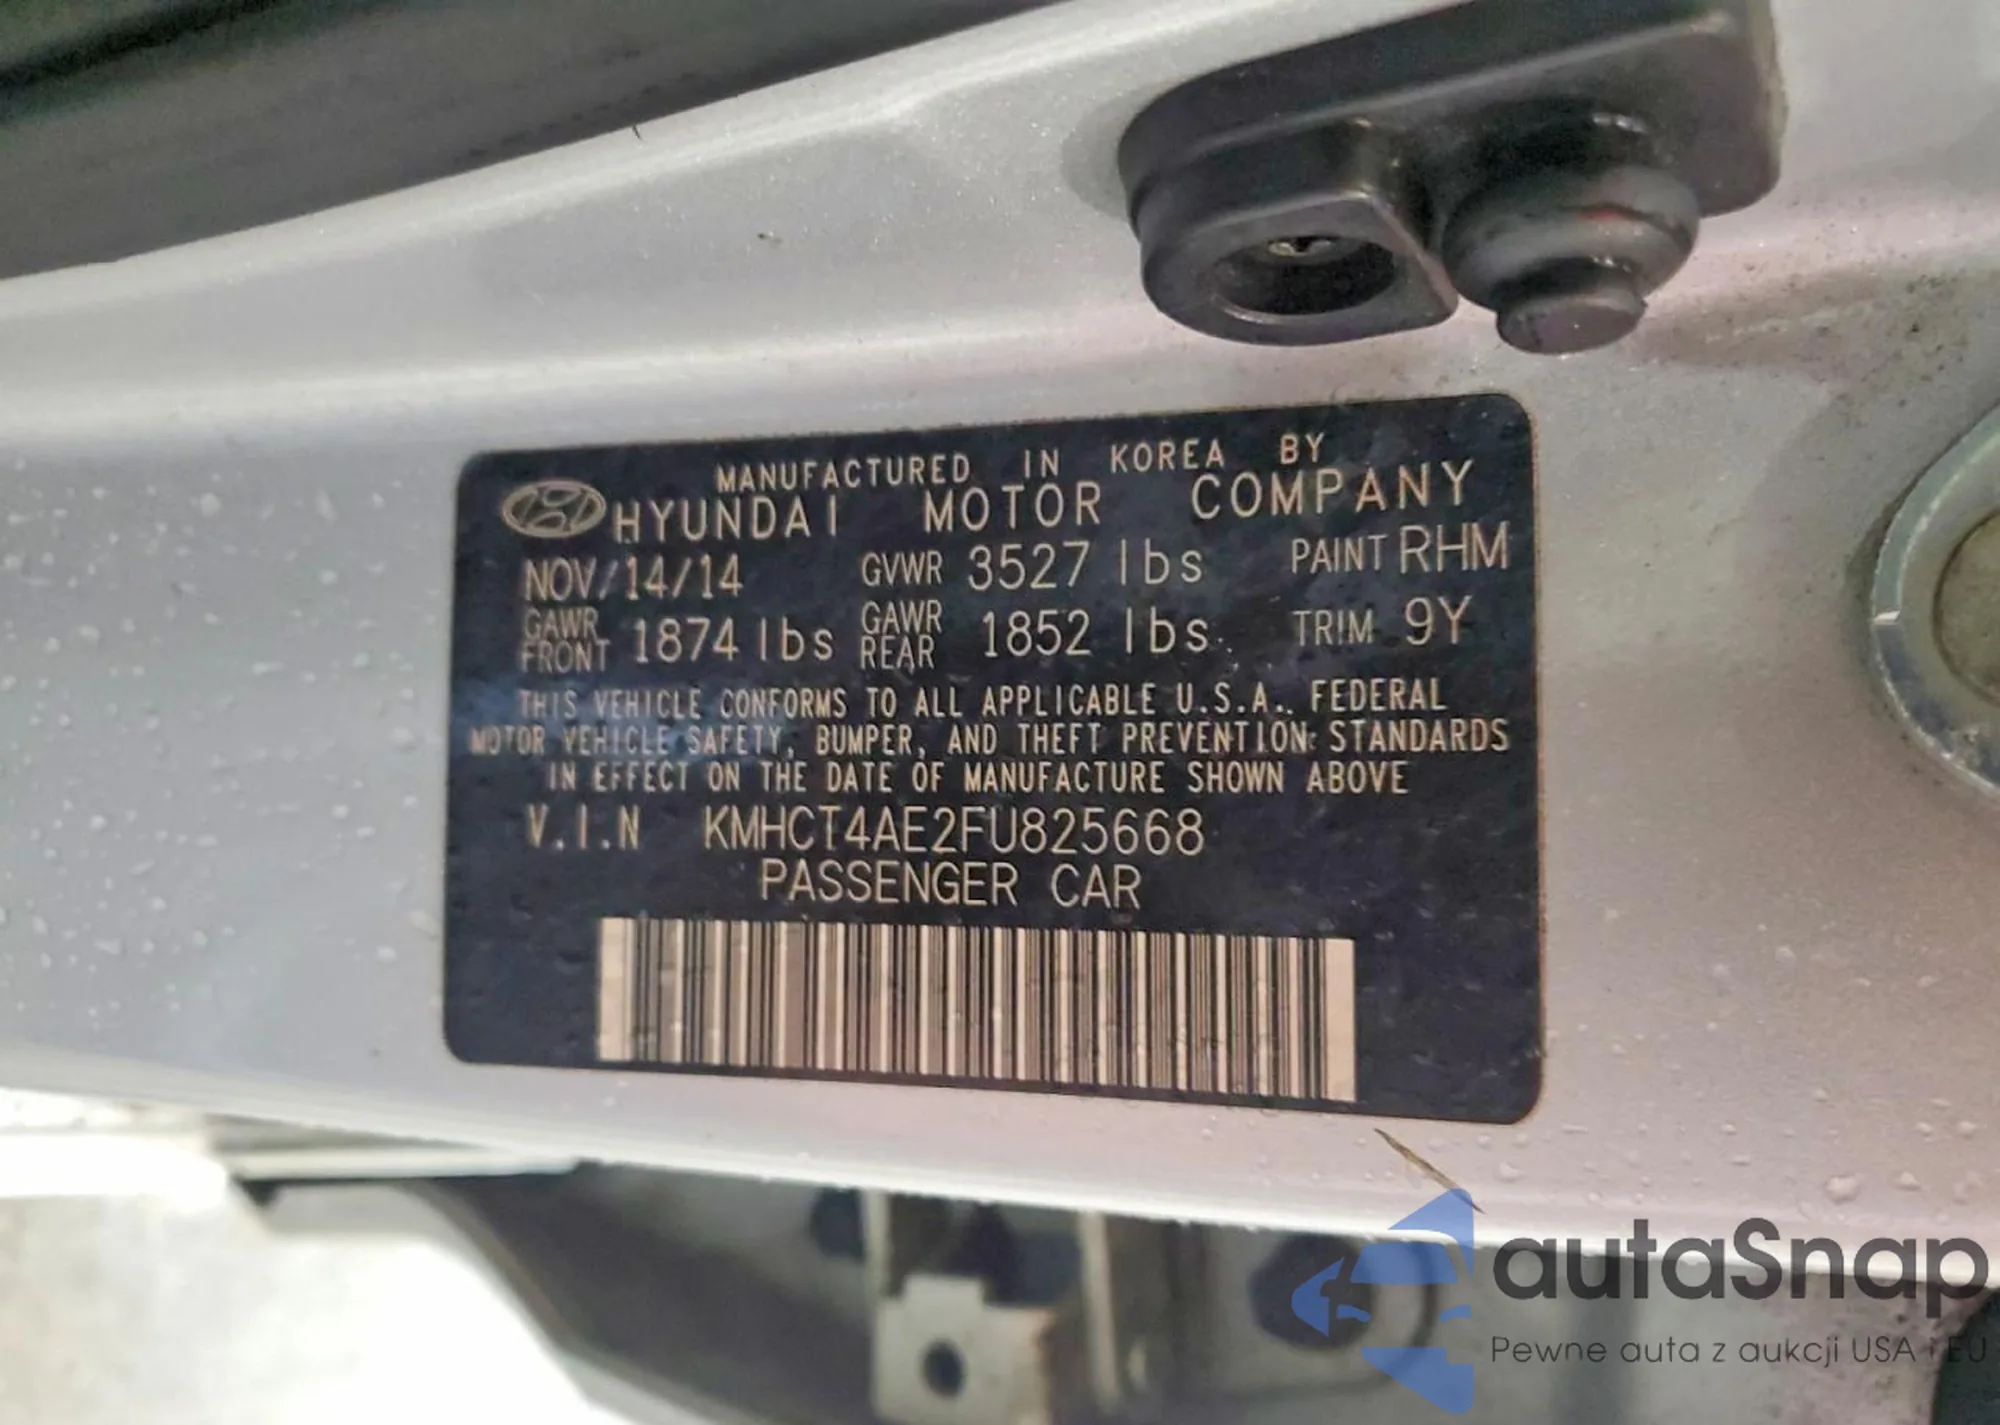 MANUFACTURED IN KOREA BY
HYUNDAI MOTOR COMPANY
NOV/14/14 GVWR 3527 lbs PAINT RHM
GAWR FRONT 1874 lbs GAWR REAR 1852 lbs. TRIM 9Y
THIS VEHICLE CONFORMS TO ALL APPLICABLE U.S.A.. FEDERAL
MOTOR VEHICLE SAFETY, BUMPER, AND THEFT PREVENTION STANDARDS
IN EFFECT ON THE DATE OF MANUFACTURE SHOWN ABOVE
V.I.N KMHCT4AE2FU825668
PASSENGER CAR
autaSnap
Pewne auta z aukcji USA i EU